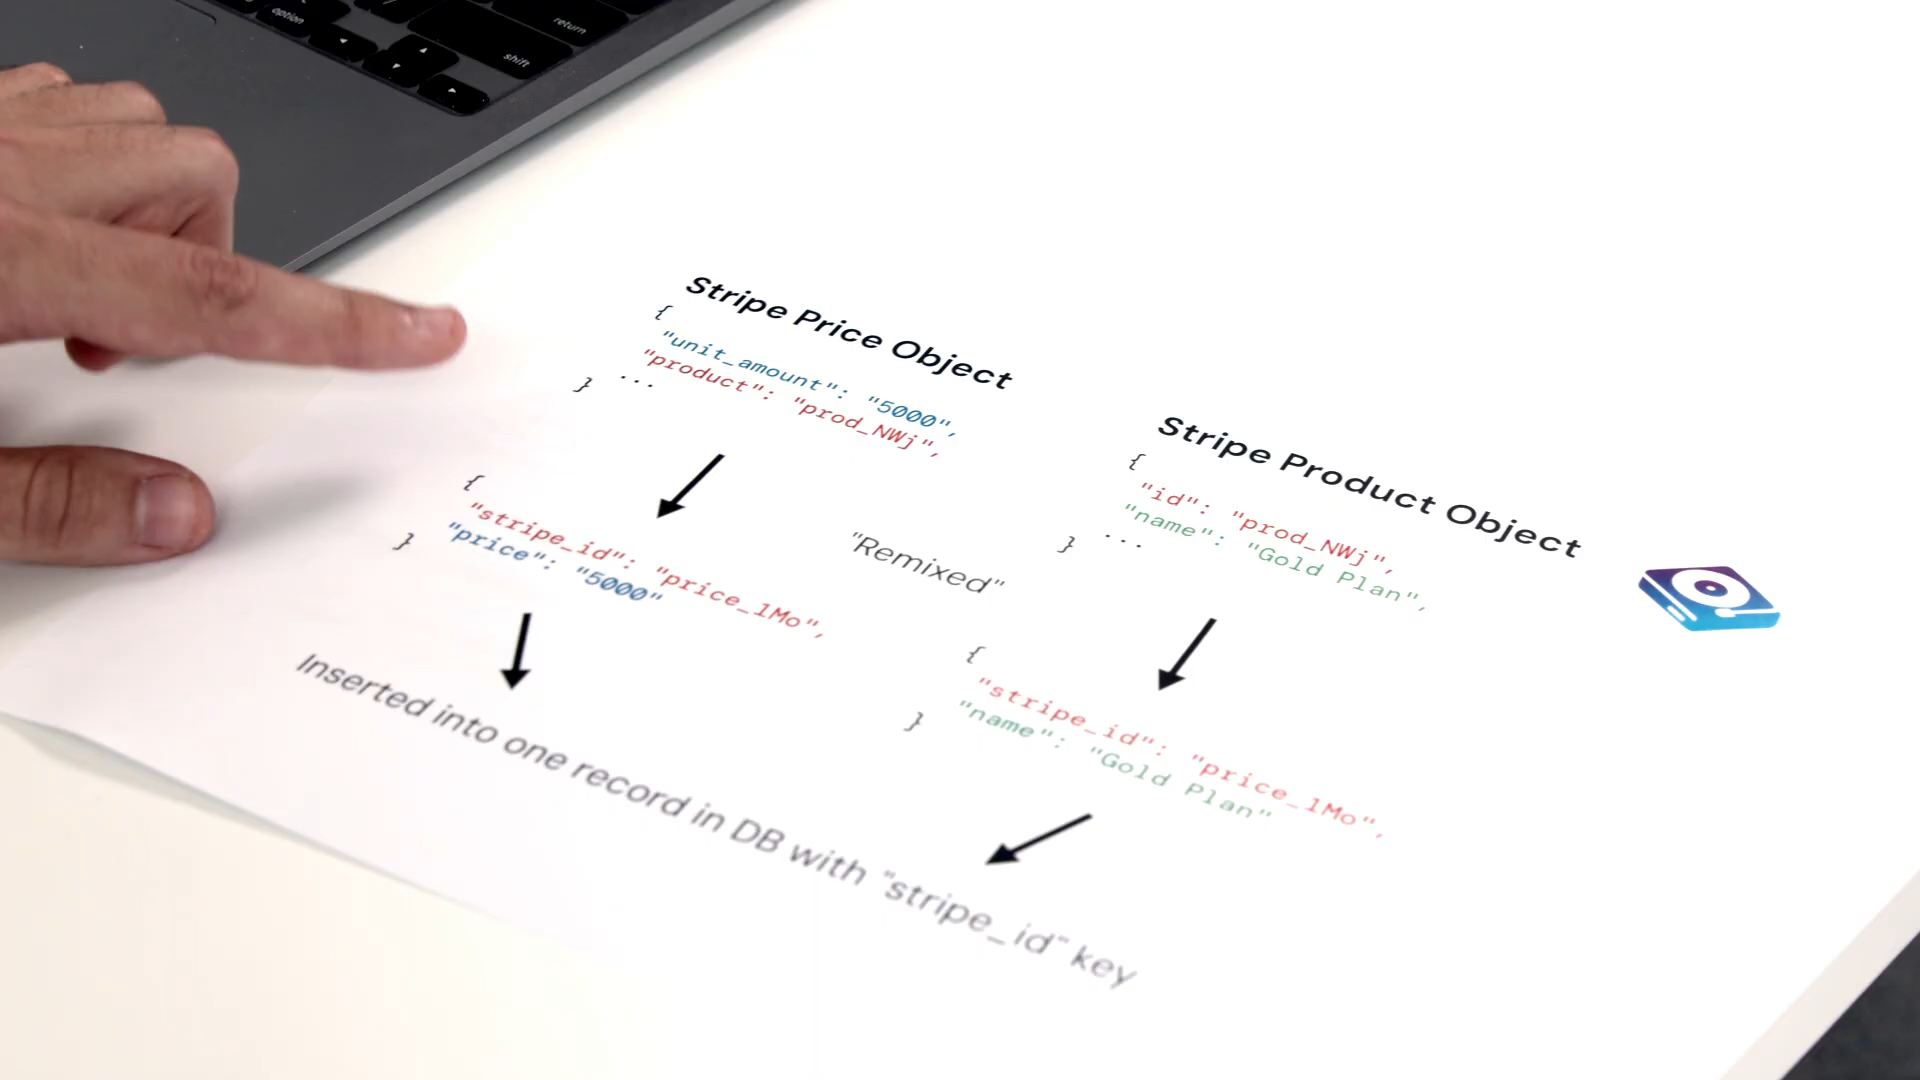 option
return
shift
Stripe Price Object
{
"unit_amount": "5000",
"product": "prod_NWj",
...
}
{
"stripe_id": "price_1Mo",
"price": "5000"
}
"Remixed"
Stripe Product Object
{
"id": "prod_NWj",
"name": "Gold Plan",
...
}
{
"stripe_id": "price_1Mo",
"name": "Gold Plan"
}
Inserted into one record in DB with "stripe_id" key